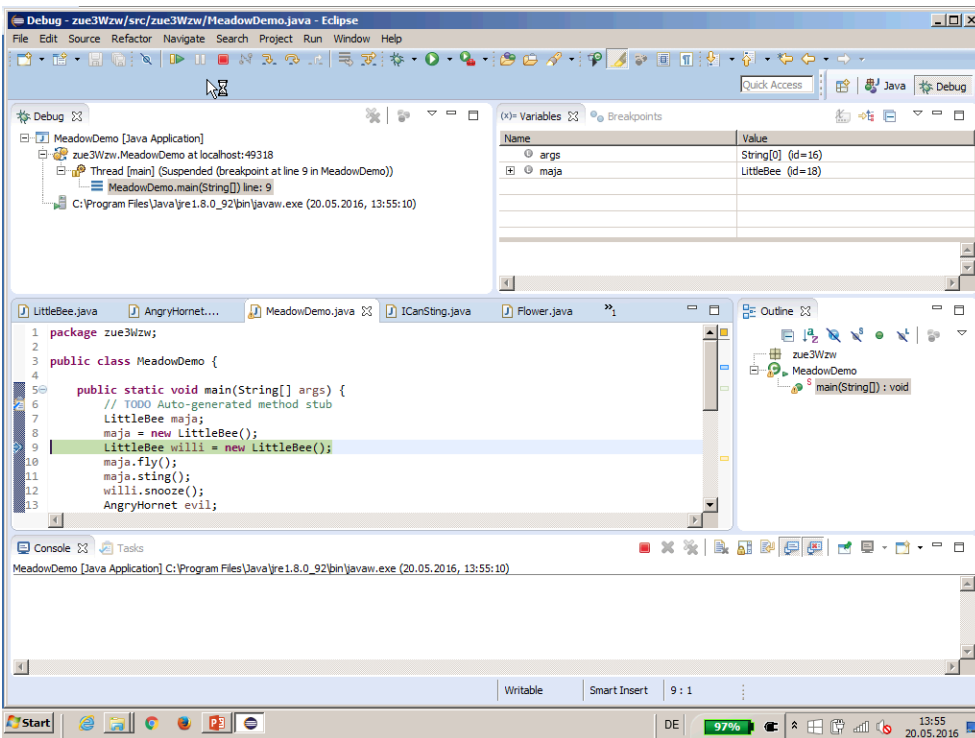 Debug - zue3Wzw/src/zue3Wzw/MeadowDemo.java - Eclipse
File Edit Source Refactor Navigate Search Project Run Window Help
Quick Access Java Debug
Debug
MeadowDemo [Java Application]
zue3Wzw.MeadowDemo at localhost:49318
Thread [main] (Suspended (breakpoint at line 9 in MeadowDemo))
MeadowDemo.main(String[]) line: 9
C:\Program Files\Java\jre1.8.0_92\bin\javaw.exe (20.05.2016, 13:55:10)
(x)= Variables Breakpoints
Name Value
args String[0] (id=16)
maja LittleBee (id=18)
LittleBee.java AngryHornet.... MeadowDemo.java ICanSting.java Flower.java »1
1 package zue3Wzw;
2
3 public class MeadowDemo {
4
5 public static void main(String[] args) {
6 // TODO Auto-generated method stub
7 LittleBee maja;
8 maja = new LittleBee();
9 LittleBee willi = new LittleBee();
10 maja.fly();
11 maja.sting();
12 willi.snooze();
13 AngryHornet evil;
Outline
zue3Wzw
MeadowDemo
main(String[]) : void
Console Tasks
MeadowDemo [Java Application] C:\Program Files\Java\jre1.8.0_92\bin\javaw.exe (20.05.2016, 13:55:10)
Writable Smart Insert 9 : 1
Start DE 97% 13:55
20.05.2016